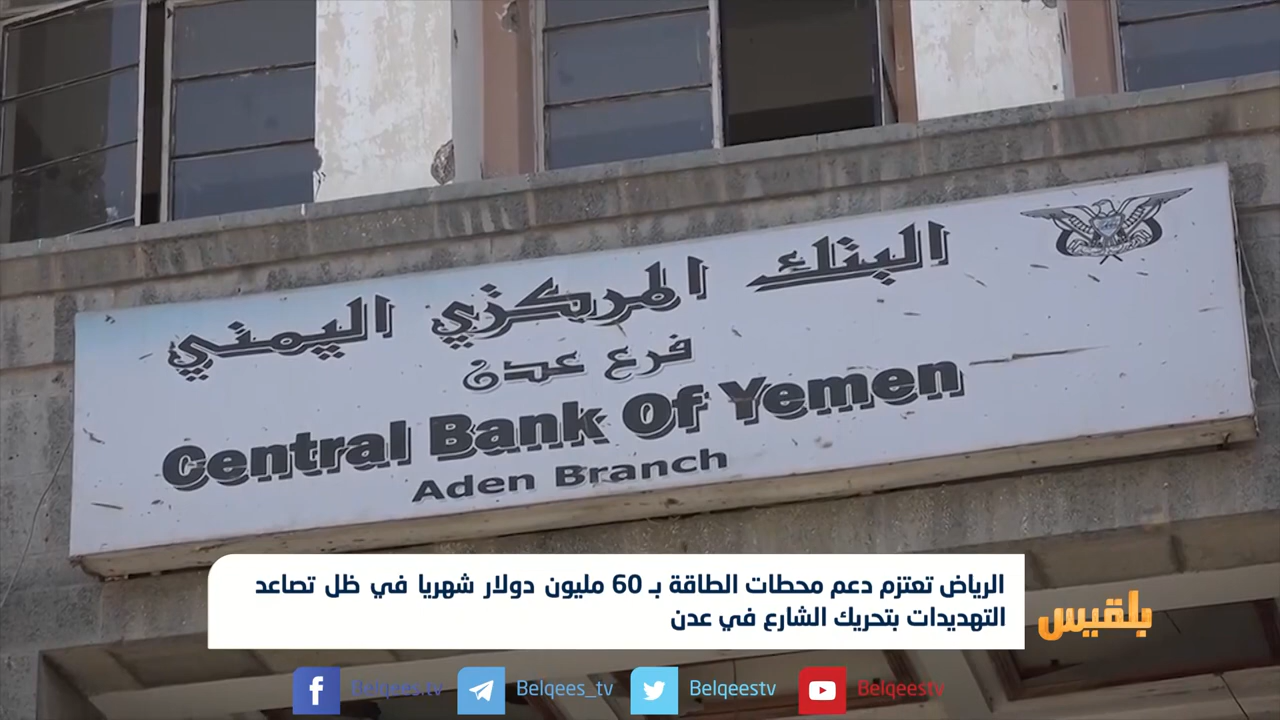 البنك المركزي اليمني
فرع عدن
Central Bank Of Yemen
Aden Branch
الرياض تعتزم دعم محطات الطاقة بـ 60 مليون دولار شهريا في ظل تصاعد
التهديدات بتحريك الشارع في عدن
بلقيس
Belqees.tv
Belqees_tv
Belqeestv
Belqeestv